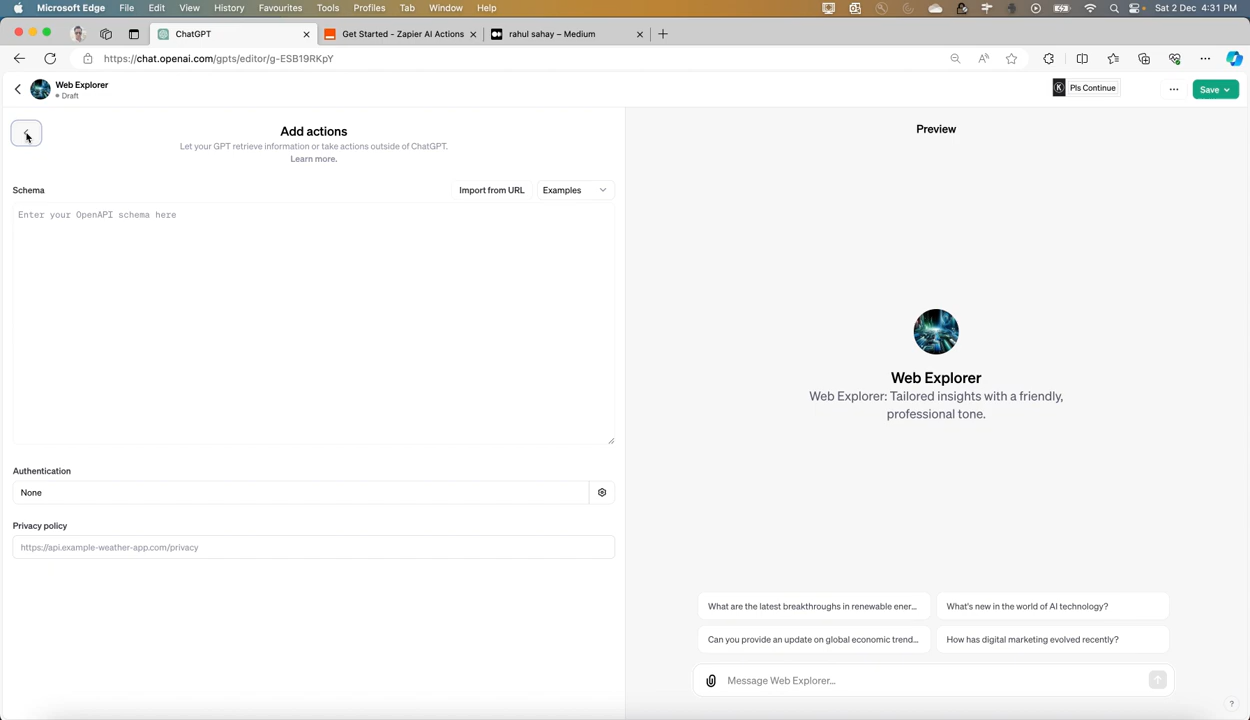 Microsoft Edge File Edit View History Favourites Tools Profiles Tab Window Help Sat 2 Dec 4:31 PM
ChatGPT
Get Started - Zapier AI Actions
rahul sahay – Medium
https://chat.openai.com/gpts/editor/g-ESB19RKpY
Web Explorer
Draft
K Pls Continue
Save
Add actions
Let your GPT retrieve information or take actions outside of ChatGPT.
Learn more.
Schema
Import from URL
Examples
Enter your OpenAPI schema here
Authentication
None
Privacy policy
https://api.example-weather-app.com/privacy
Preview
Web Explorer
Web Explorer: Tailored insights with a friendly,
professional tone.
What are the latest breakthroughs in renewable ener...
What's new in the world of AI technology?
Can you provide an update on global economic trend...
How has digital marketing evolved recently?
Message Web Explorer...
?